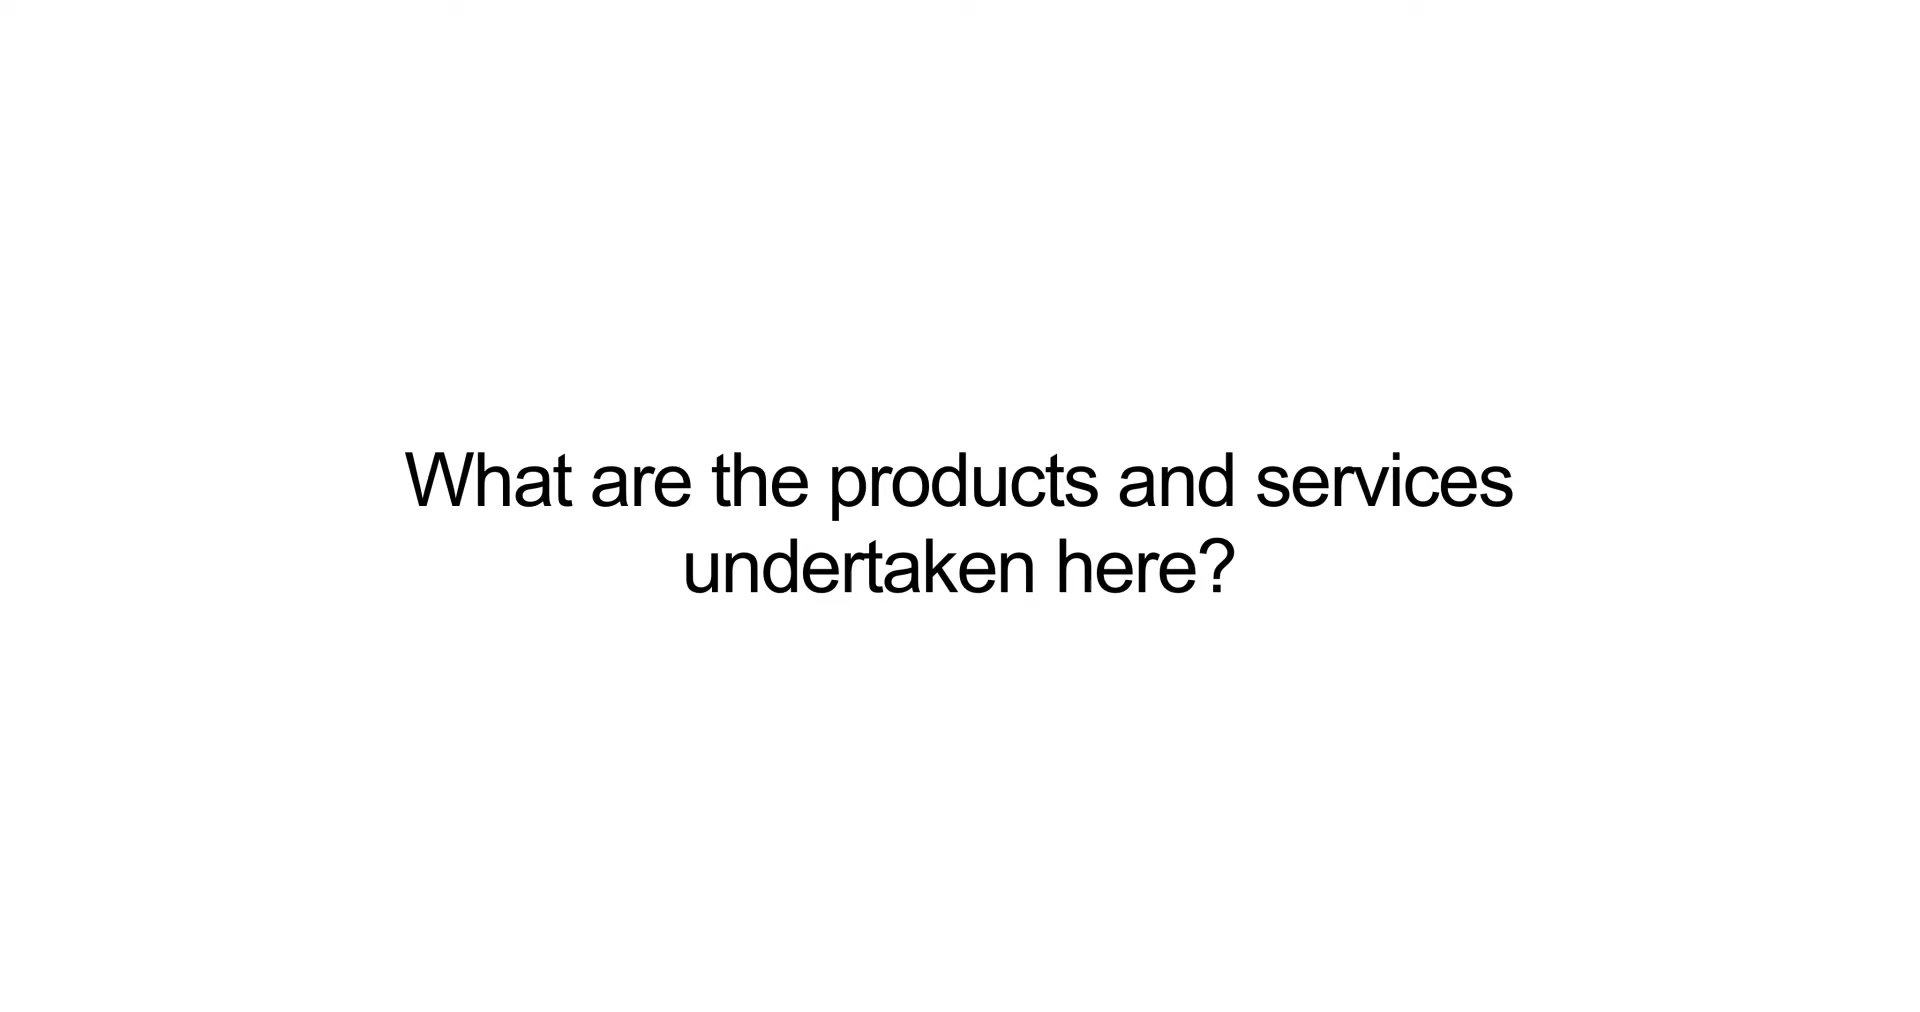 What are the products and services
undertaken here?